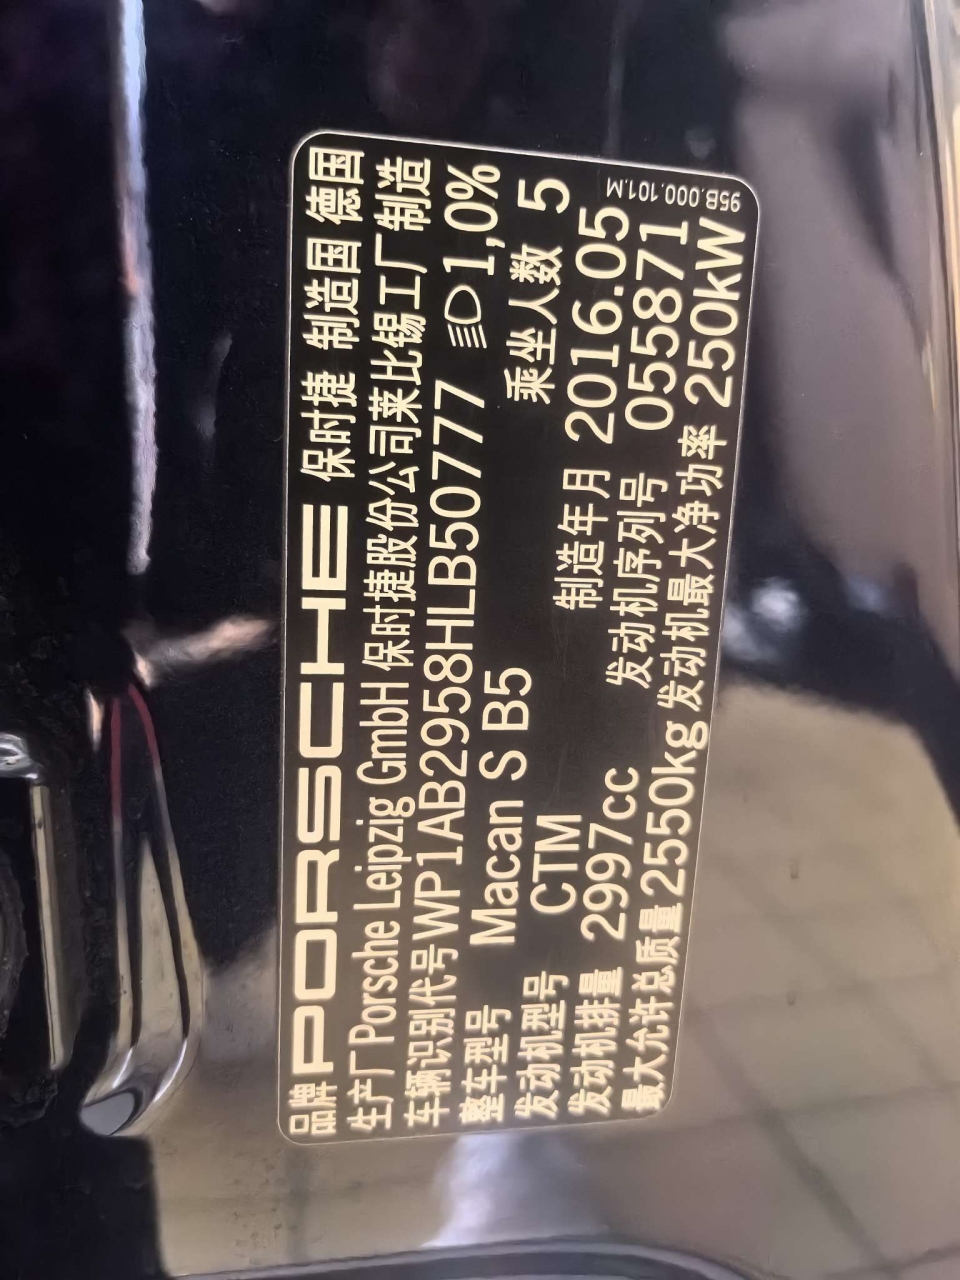 品牌 PORSCHE 保时捷 制造国 德国
生产厂 Porsche Leipzig GmbH 保时捷股份公司莱比锡工厂制造
车辆识别代号 WP1AB2958HLB50777 1,0%
整车型号 Macan S B5 乘坐人数 5
发动机型号 CTM 制造年月 2016.05
发动机排量 2997cc 发动机序列号 055871
最大允许总质量 2550kg 发动机最大净功率 250kW
95B.000.101.M